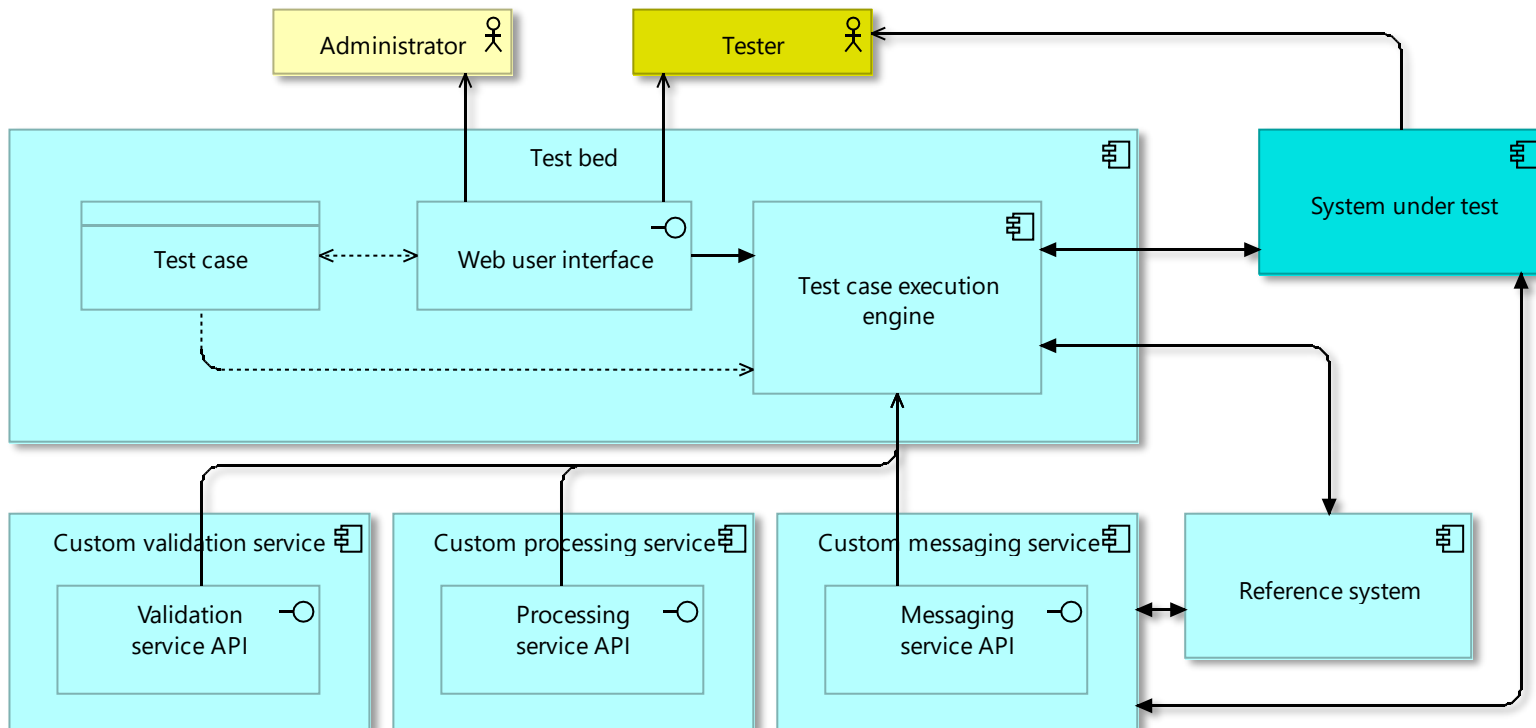 Administrator
Tester
Test bed
System under test
Test case
Web user interface
Test case execution
engine
Custom validation service
Custom processing service
Custom messaging service
Reference system
Validation
service API
Processing
service API
Messaging
service API